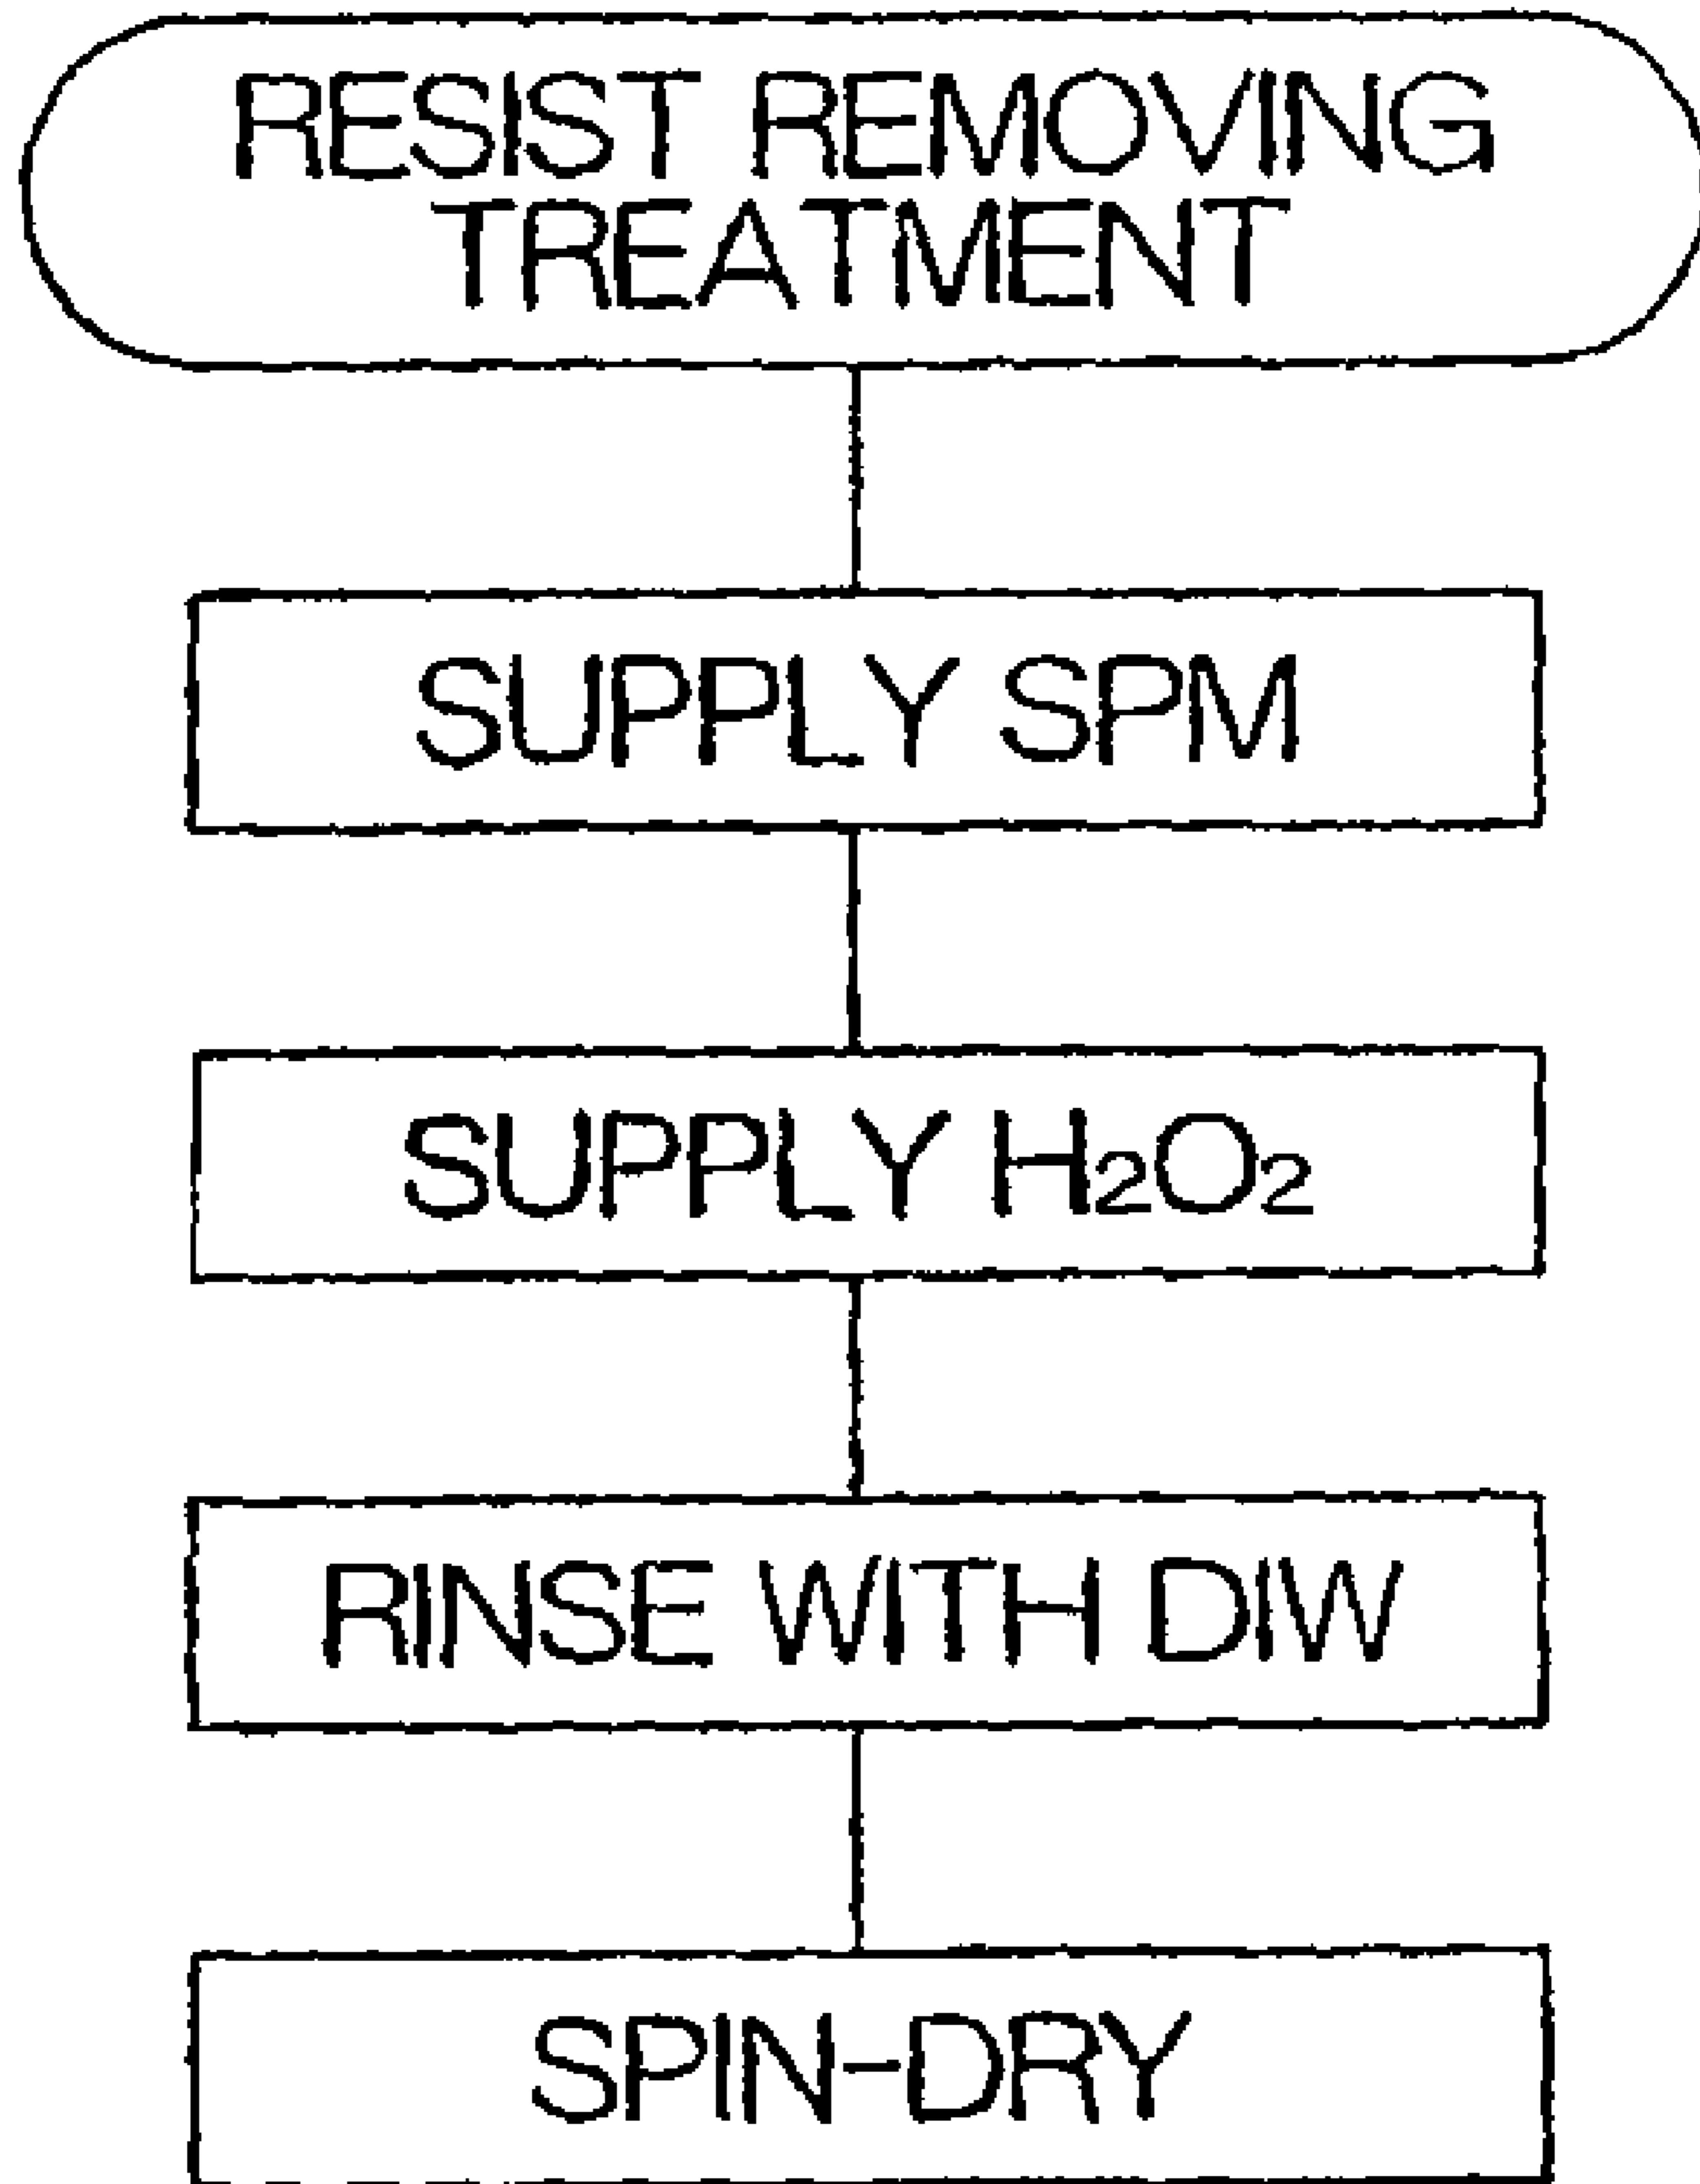 RESIST REMOVING
TREATMENT
SUPPLY SPM
SUPPLY H₂O₂
RINSE WITH DIW
SPIN-DRY